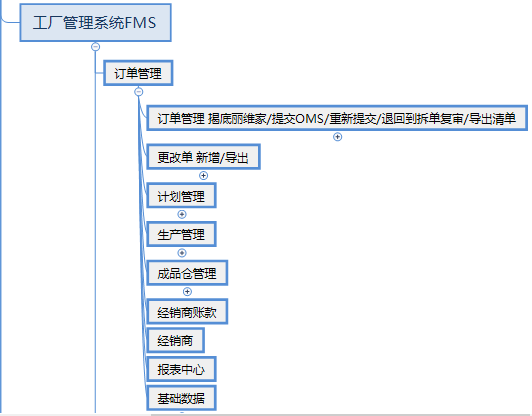 工厂管理系统FMS
订单管理
订单管理 揭底丽维家/提交OMS/重新提交/退回到拆单复审/导出清单
更改单 新增/导出
计划管理
生产管理
成品仓管理
经销商账款
经销商
报表中心
基础数据